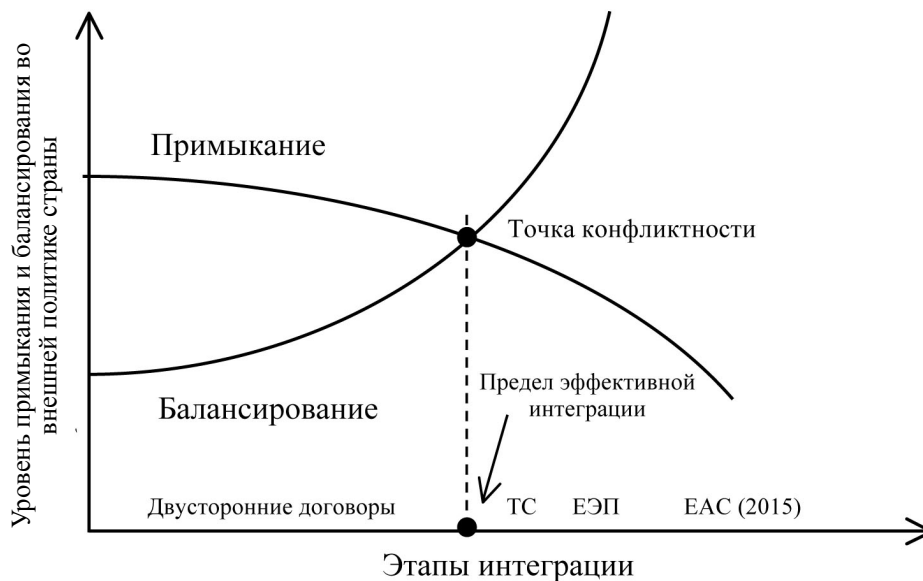 Уровень примыкания и балансирования во
внешней политике страны
Примыкание
Точка конфликтности
Балансирование
Предел эффективной
интеграции
Двусторонние договоры
ТС
ЕЭП
ЕАС (2015)
Этапы интеграции